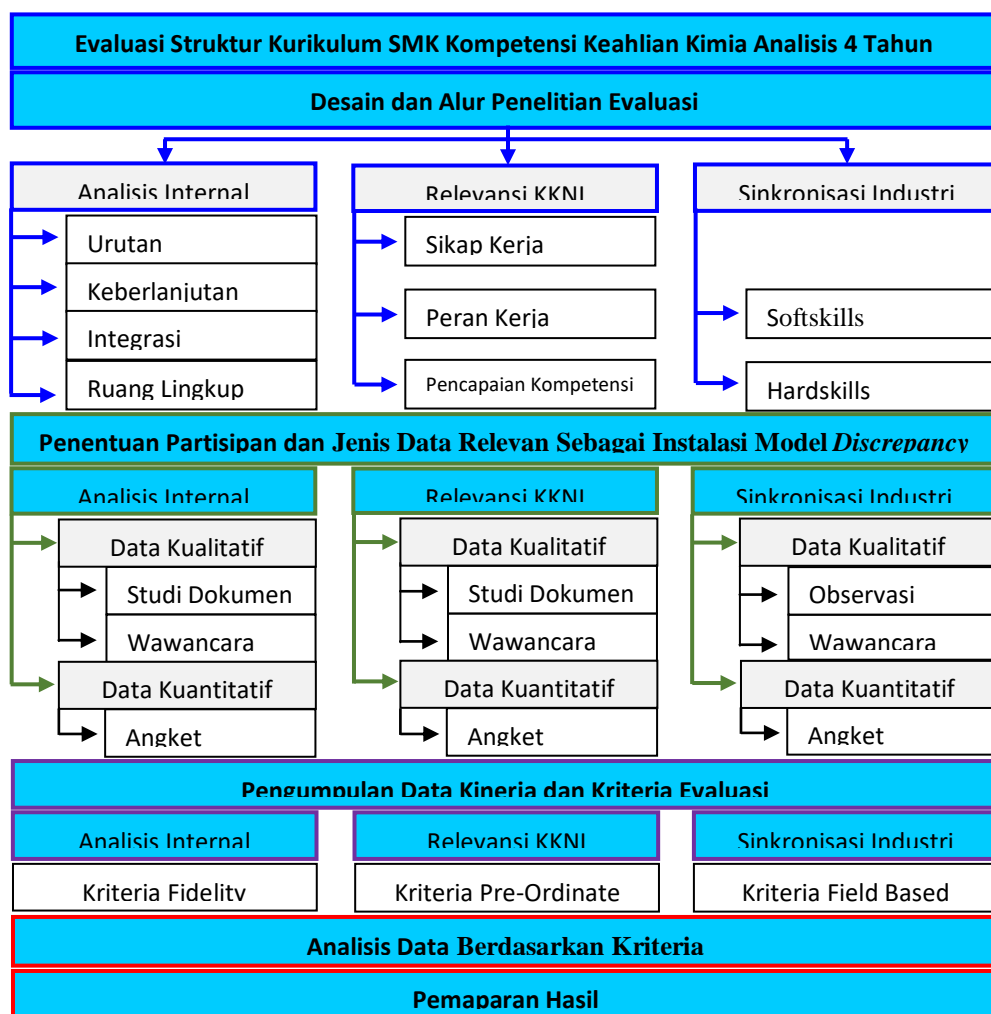 Evaluasi Struktur Kurikulum SMK Kompetensi Keahlian Kimia Analisis 4 Tahun
Desain dan Alur Penelitian Evaluasi
Analisis Internal
Urutan
Keberlanjutan
Integrasi
Ruang Lingkup
Relevansi KKNI
Sikap Kerja
Peran Kerja
Pencapaian Kompetensi
Sinkronisasi Industri
Softskills
Hardskills
Penentuan Partisipan dan Jenis Data Relevan Sebagai Instalasi Model Discrepancy
Analisis Internal
Data Kualitatif
Studi Dokumen
Wawancara
Data Kuantitatif
Angket
Relevansi KKNI
Data Kualitatif
Studi Dokumen
Wawancara
Data Kuantitatif
Angket
Sinkronisasi Industri
Data Kualitatif
Observasi
Wawancara
Data Kuantitatif
Angket
Pengumpulan Data Kinerja dan Kriteria Evaluasi
Analisis Internal
Kriteria Fidelity
Relevansi KKNI
Kriteria Pre-Ordinate
Sinkronisasi Industri
Kriteria Field Based
Analisis Data Berdasarkan Kriteria
Pemaparan Hasil